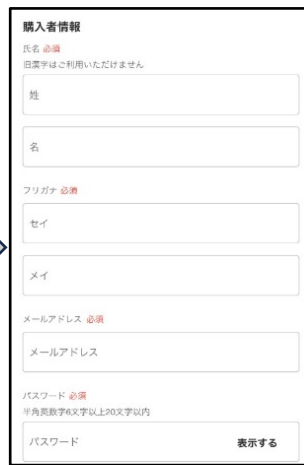 購入者情報
氏名 必須
旧漢字はご利用いただけません
姓
名
フリガナ 必須
セイ
メイ
メールアドレス 必須
メールアドレス
パスワード 必須
半角英数字6文字以上20文字以内
パスワード 表示する